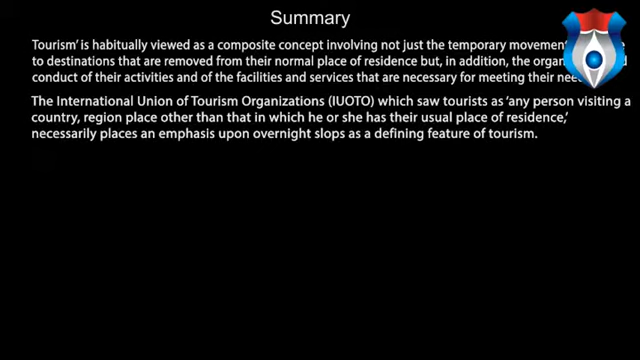 Summary
Tourism' is habitually viewed as a composite concept involving not just the temporary movement
to destinations that are removed from their normal place of residence but, in addition, the
conduct of their activities and of the facilities and services that are necessary for meeting their
The International Union of Tourism Organizations (IUOTO) which saw tourists as 'any person visiting a
country, region place other than that in which he or she has their usual place of residence,'
necessarily places an emphasis upon overnight slops as a defining feature of tourism.